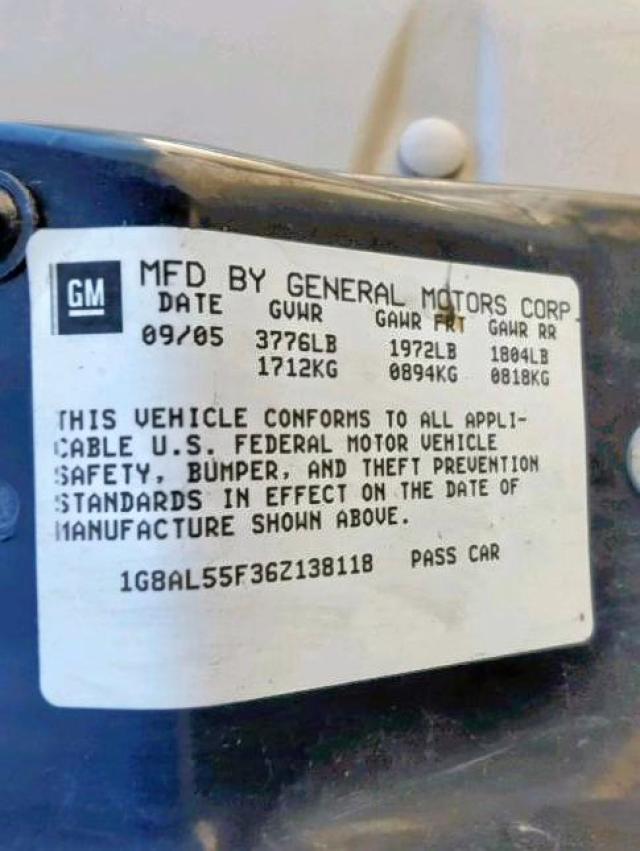 GM
MFD BY GENERAL MOTORS CORP
DATE GVWR GAWR FRT GAWR RR
09/05 3776LB 1972LB 1804LB
1712KG 0894KG 0818KG
THIS VEHICLE CONFORMS TO ALL APPLI-
CABLE U.S. FEDERAL MOTOR VEHICLE
SAFETY, BUMPER, AND THEFT PREVENTION
STANDARDS IN EFFECT ON THE DATE OF
MANUFACTURE SHOWN ABOVE.
1G8AL55F36Z138118 PASS CAR